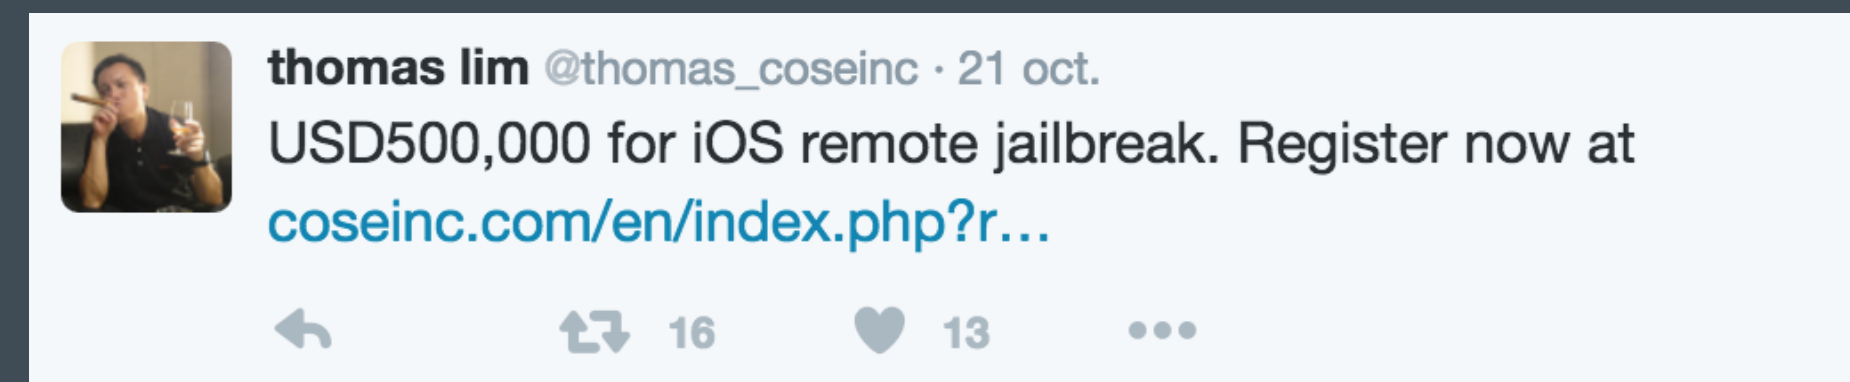 thomas lim @thomas_coseinc · 21 oct.
USD500,000 for iOS remote jailbreak. Register now at
coseinc.com/en/index.php?r…
16 13